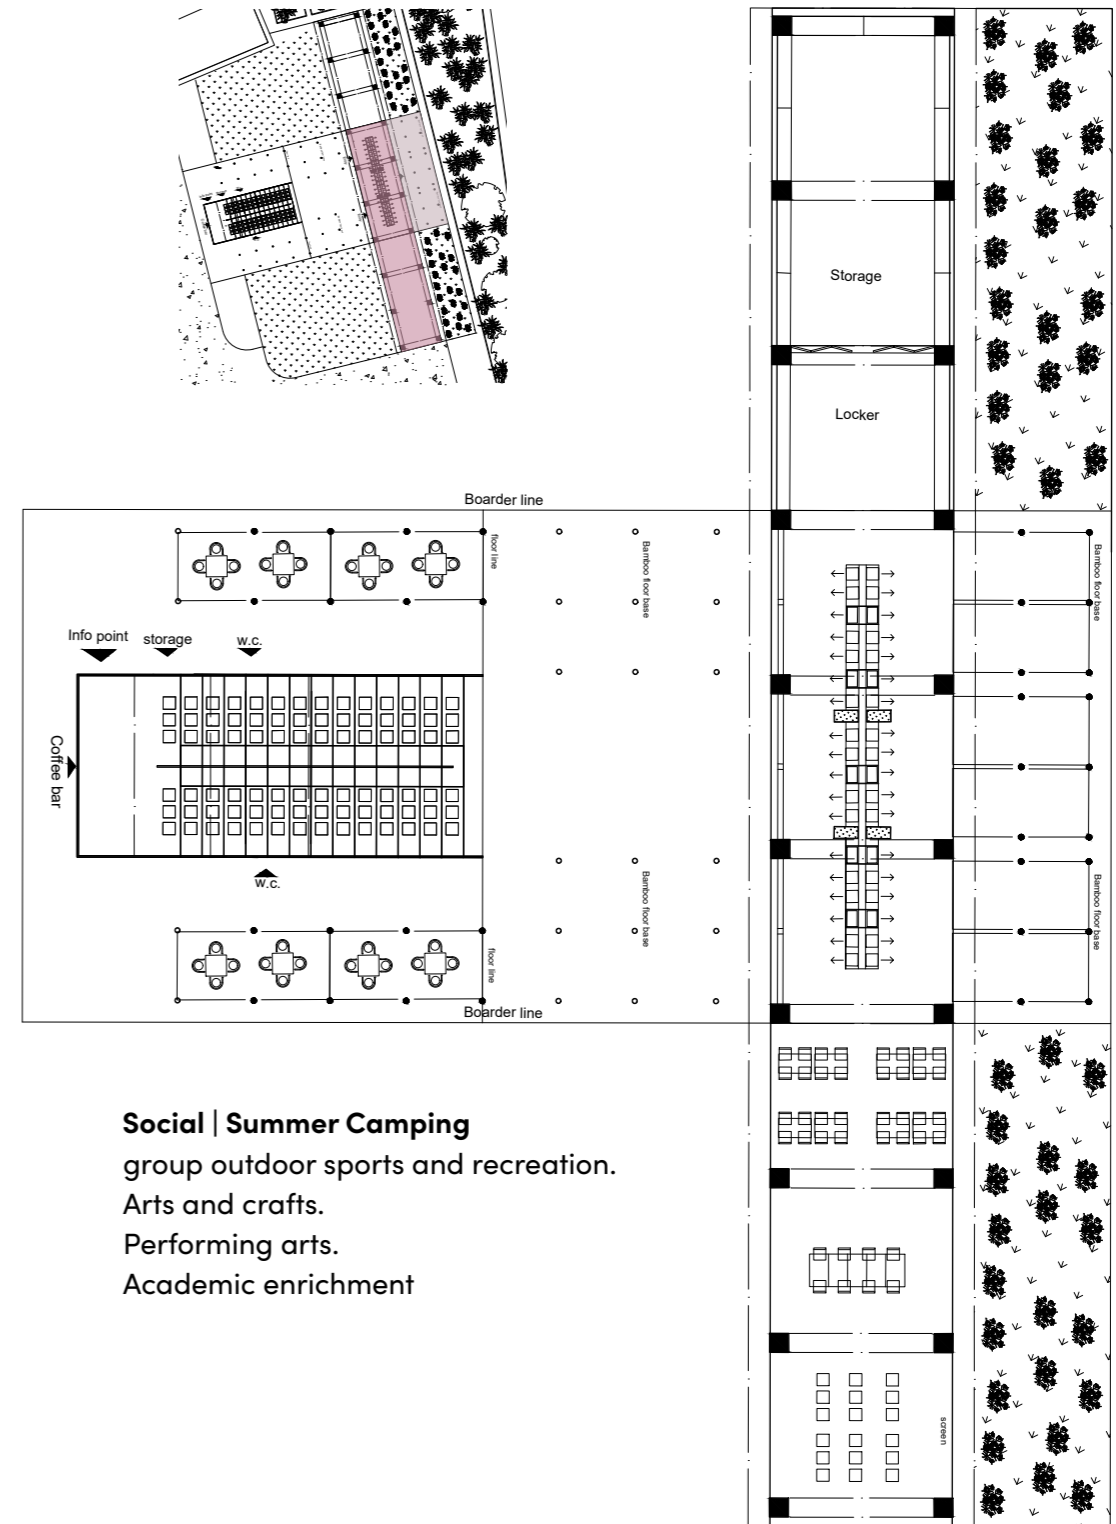 Storage
Locker
Boarder line
floor line
Bamboo floor base
Bamboo floor base
Info point
storage
w.c.
Coffee bar
w.c.
Bamboo floor base
Bamboo floor base
floor line
Boarder line
Social | Summer Camping
group outdoor sports and recreation.
Arts and crafts.
Performing arts.
Academic enrichment
screen